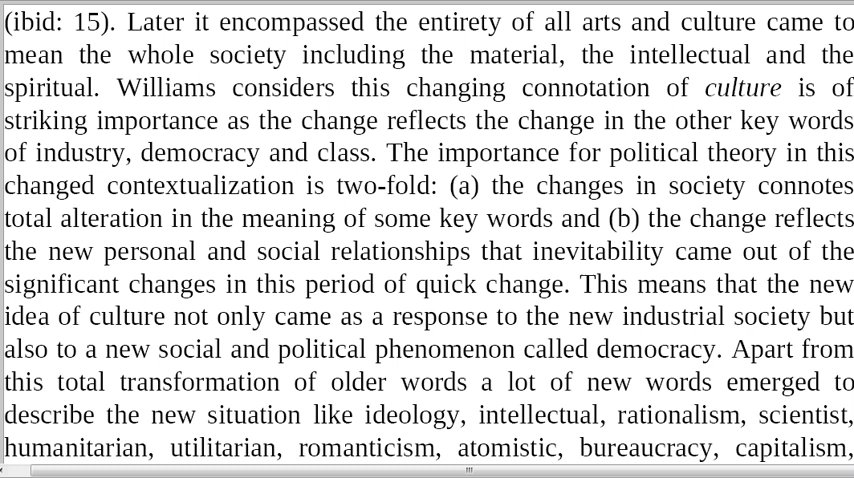 (ibid: 15). Later it encompassed the entirety of all arts and culture came to
mean the whole society including the material, the intellectual and the
spiritual. Williams considers this changing connotation of culture is of
striking importance as the change reflects the change in the other key words
of industry, democracy and class. The importance for political theory in this
changed contextualization is two-fold: (a) the changes in society connotes
total alteration in the meaning of some key words and (b) the change reflects
the new personal and social relationships that inevitability came out of the
significant changes in this period of quick change. This means that the new
idea of culture not only came as a response to the new industrial society but
also to a new social and political phenomenon called democracy. Apart from
this total transformation of older words a lot of new words emerged to
describe the new situation like ideology, intellectual, rationalism, scientist,
humanitarian, utilitarian, romanticism, atomistic, bureaucracy, capitalism,